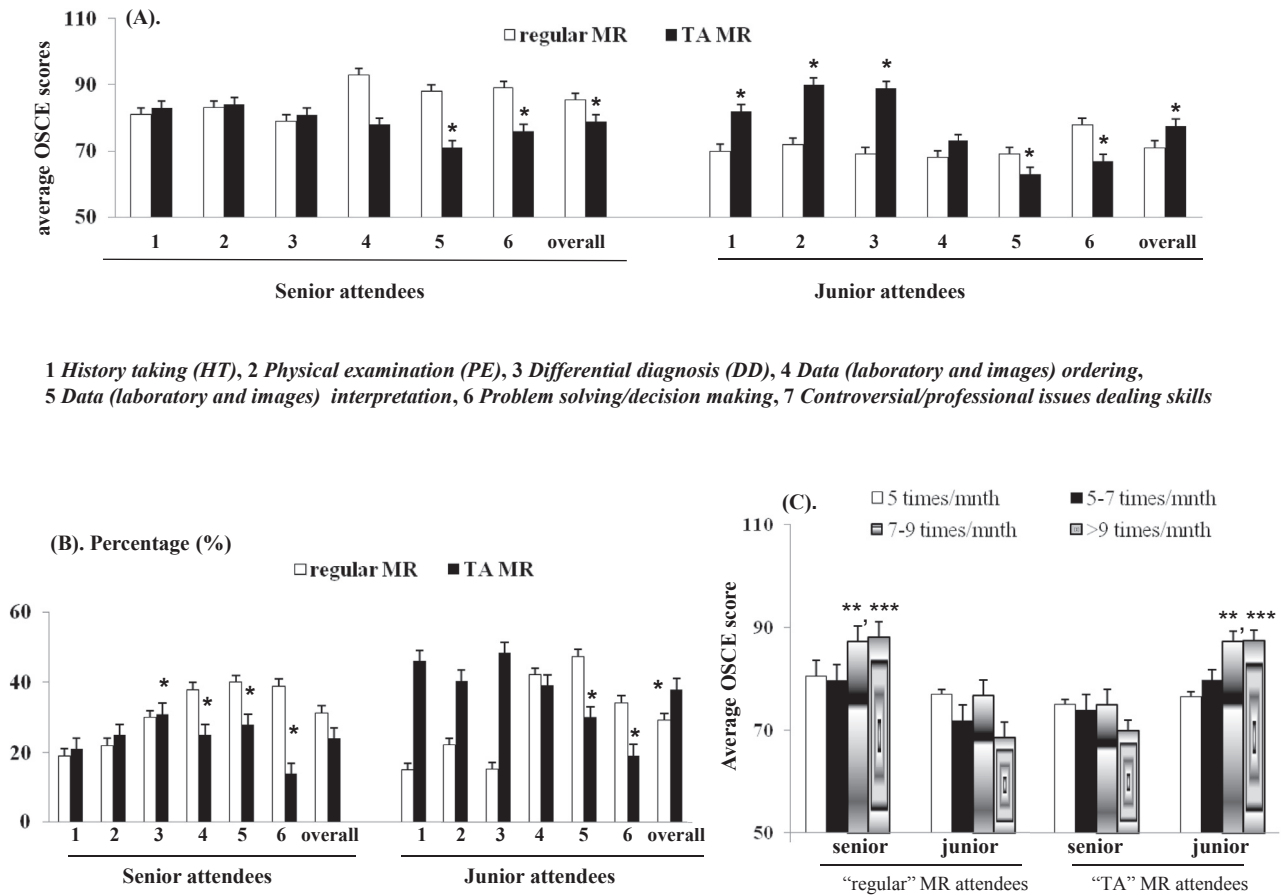 (A).
regular MR TA MR
average OSCE scores
110
90
70
50
* * * * * * * * * *
1 2 3 4 5 6 overall 1 2 3 4 5 6 overall
Senior attendees Junior attendees
1 History taking (HT), 2 Physical examination (PE), 3 Differential diagnosis (DD), 4 Data (laboratory and images) ordering,
5 Data (laboratory and images) interpretation, 6 Problem solving/decision making, 7 Controversial/professional issues dealing skills
(B). Percentage (%)
regular MR TA MR
60
40
20
0
* * * * * * *
1 2 3 4 5 6 overall 1 2 3 4 5 6 overall
Senior attendees Junior attendees
(C).
5 times/mnth 5-7 times/mnth
7-9 times/mnth >9 times/mnth
Average OSCE score
110
90
70
50
**, *** **, ***
senior junior senior junior
“regular” MR attendees “TA” MR attendees